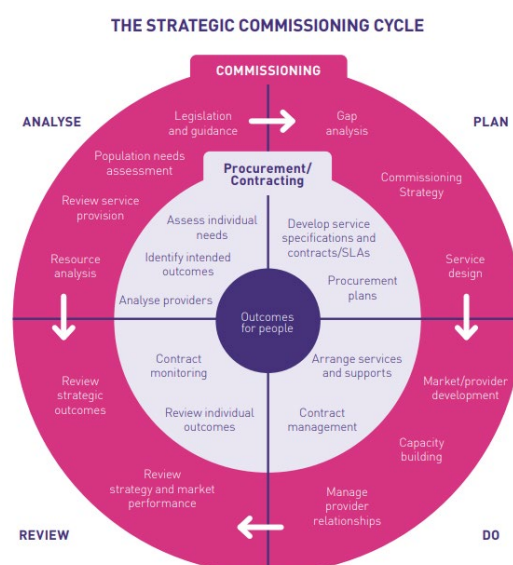 THE STRATEGIC COMMISSIONING CYCLE
COMMISSIONING
ANALYSE
PLAN
Legislation
and guidance
Gap
analysis
Population needs
assessment
Commissioning
Strategy
Review service
provision
Resource
analysis
Service
design
Procurement/
Contracting
Assess individual
needs
Develop service
specifications and
contracts/SLAs
Identify intended
outcomes
Procurement
plans
Analyse providers
Outcomes
for people
Contract
monitoring
Arrange services
and supports
Review individual
outcomes
Contract
management
Review
strategic
outcomes
Market/provider
development
Capacity
building
Review
strategy and market
performance
Manage
provider
relationships
REVIEW
DO